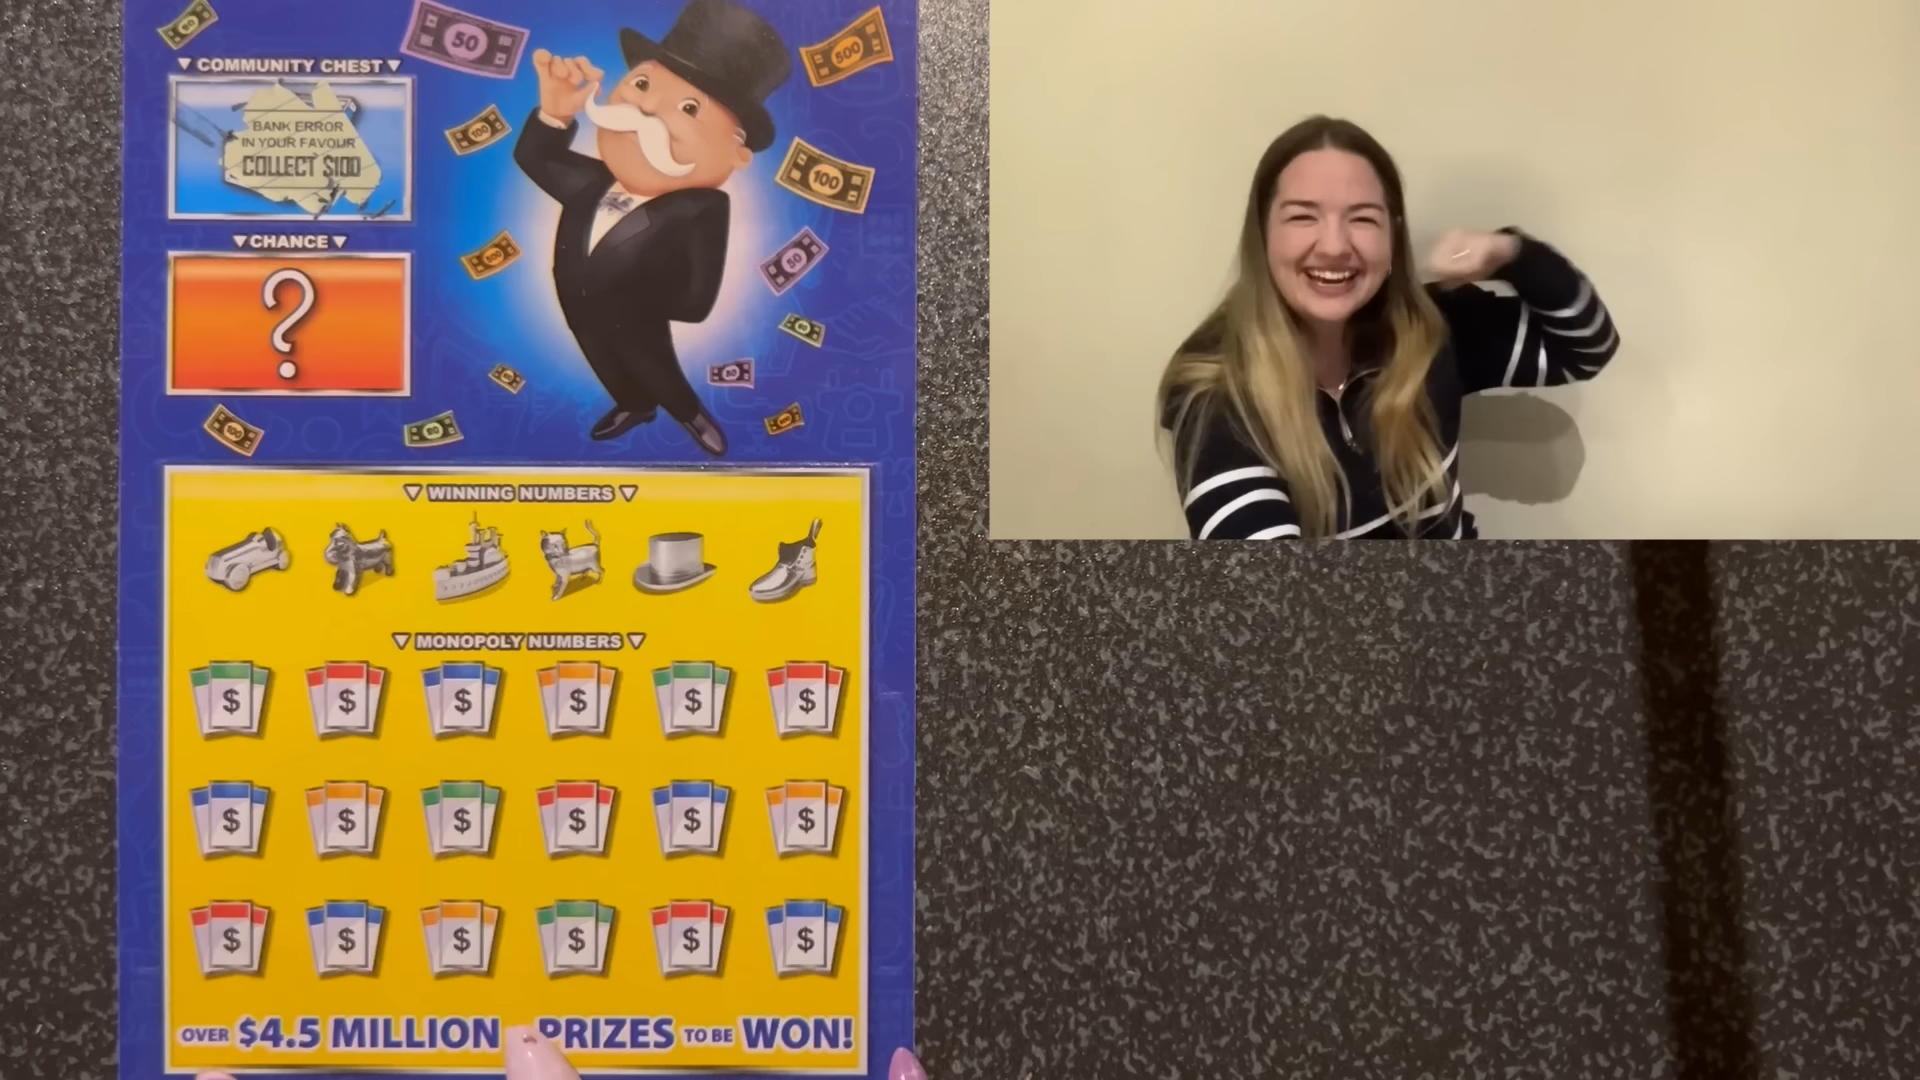 ▼ COMMUNITY CHEST ▼
BANK ERROR
IN YOUR FAVOUR
COLLECT $100
▼ CHANCE ▼
?
50
500
100
100
50
▽ WINNING NUMBERS ▽
▽ MONOPOLY NUMBERS ▽
$ $ $ $ $ $
$ $ $ $ $ $
$ $ $ $ $ $
OVER $4.5 MILLION PRIZES TO BE WON!